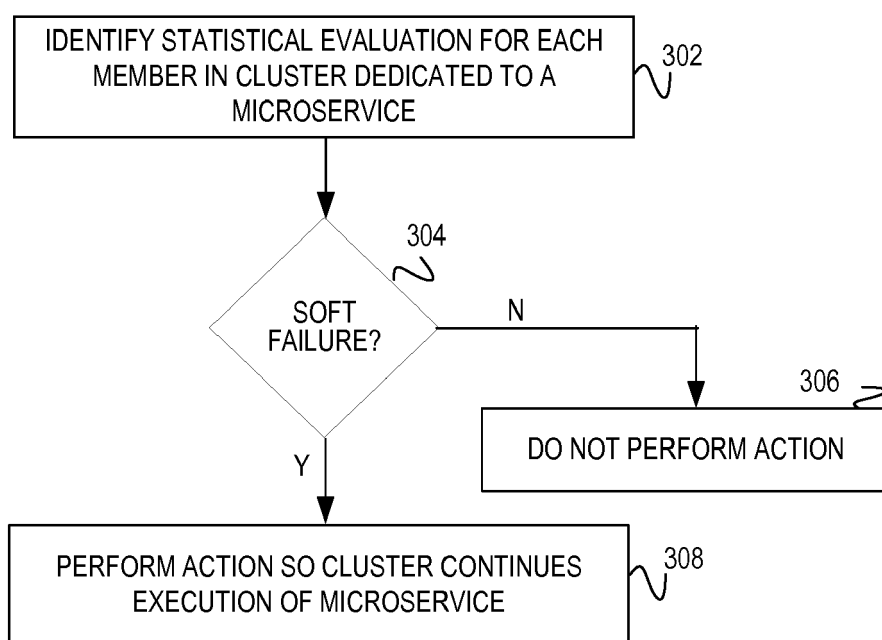 IDENTIFY STATISTICAL EVALUATION FOR EACH
MEMBER IN CLUSTER DEDICATED TO A
MICROSERVICE
302
304
SOFT
FAILURE?
N
306
DO NOT PERFORM ACTION
Y
PERFORM ACTION SO CLUSTER CONTINUES
EXECUTION OF MICROSERVICE
308